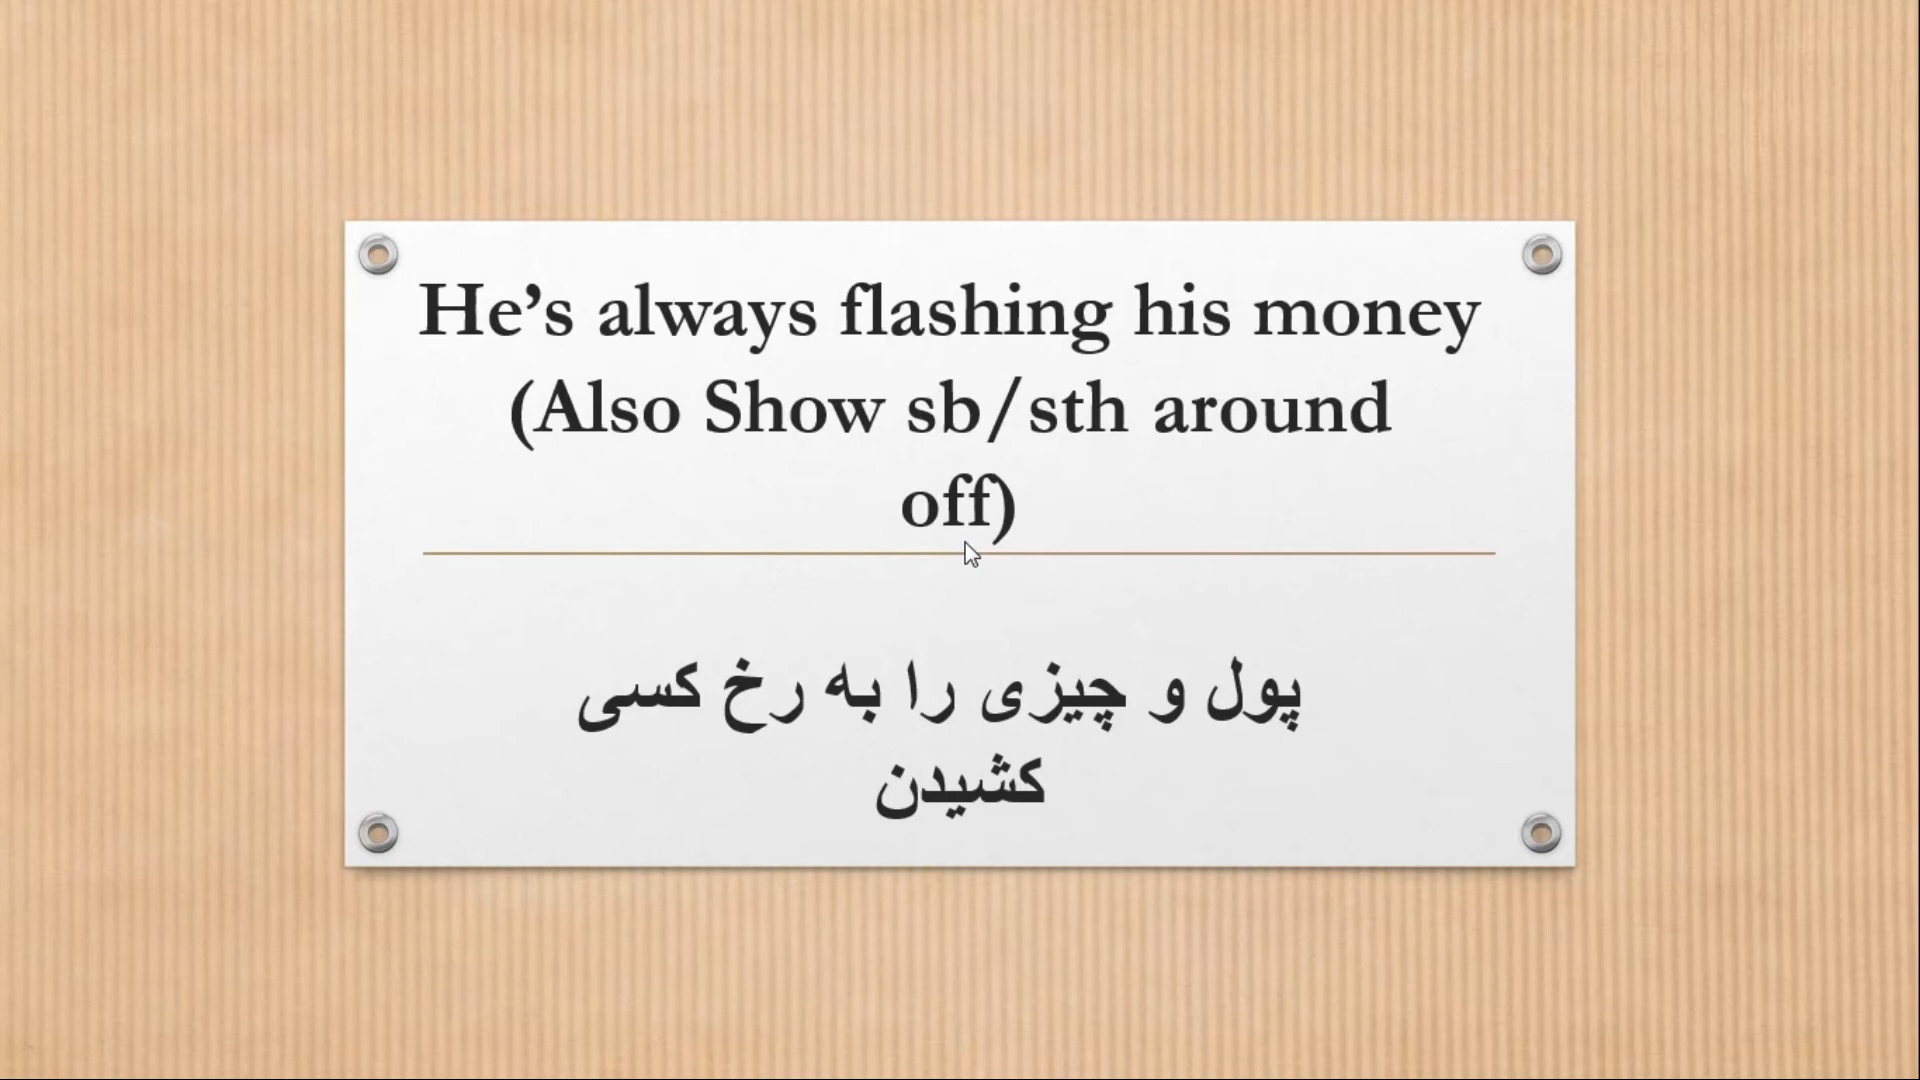 He’s always flashing his money
(Also Show sb/sth around
off)
پول و چیزی را به رخ کسی
کشیدن